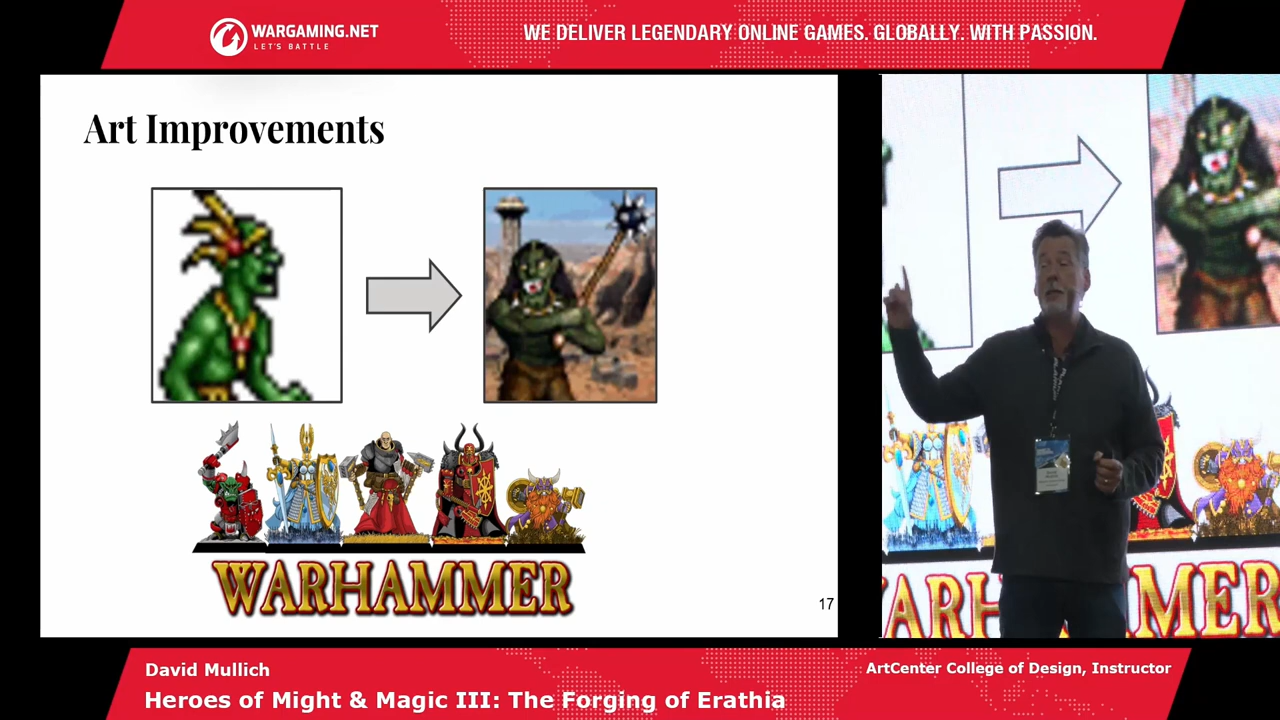 WARGAMING.NET
LET'S BATTLE
WE DELIVER LEGENDARY ONLINE GAMES. GLOBALLY. WITH PASSION.
Art Improvements
WARHAMMER
17
ARHAMMER
David Mullich
ArtCenter College of Design, Instructor
Heroes of Might & Magic III: The Forging of Erathia